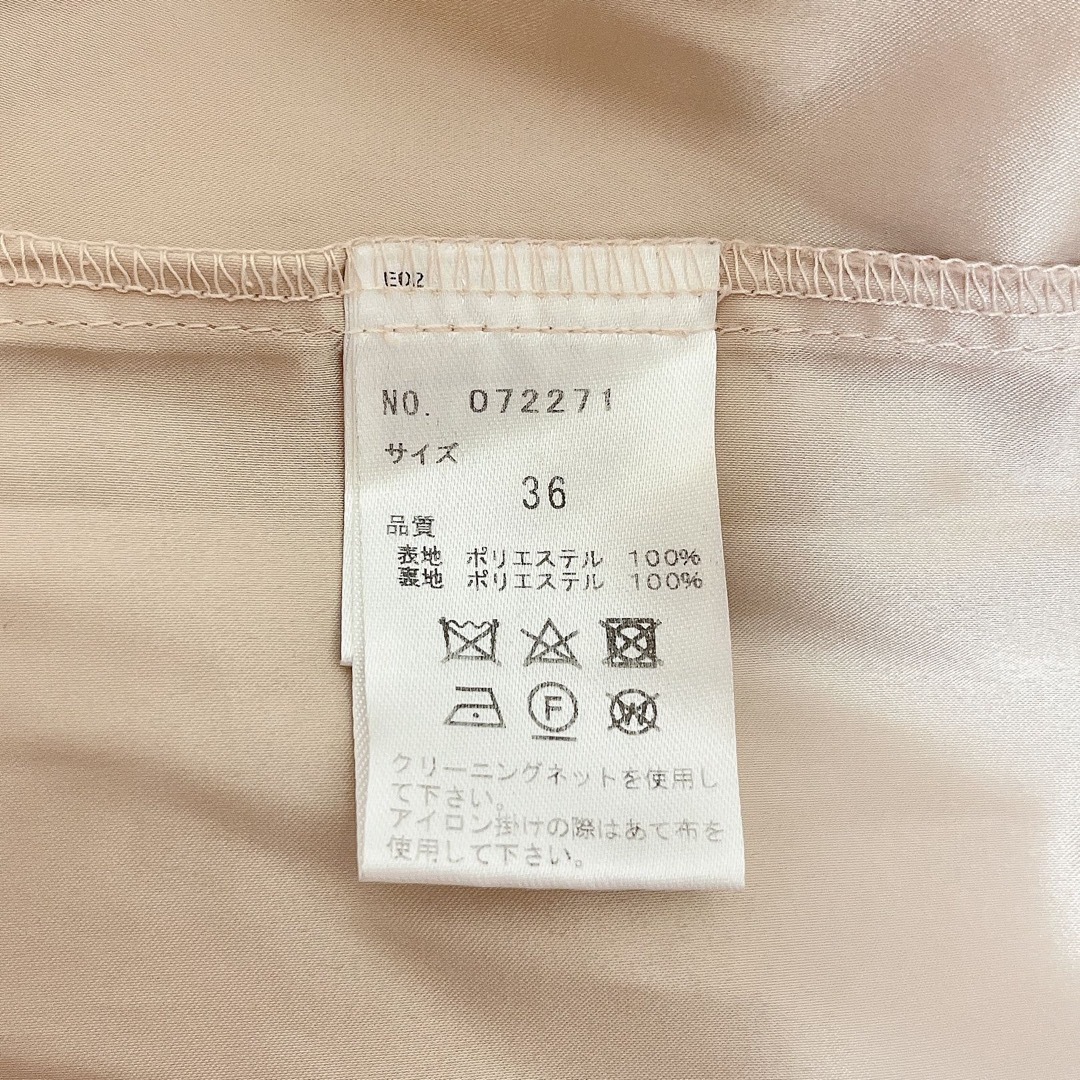 NO. 072271
サイズ
36
品質
表地 ポリエステル 100%
裏地 ポリエステル 100%
F
W
クリーニングネットを使用し
て下さい。
アイロン掛けの際はあて布を
使用して下さい。